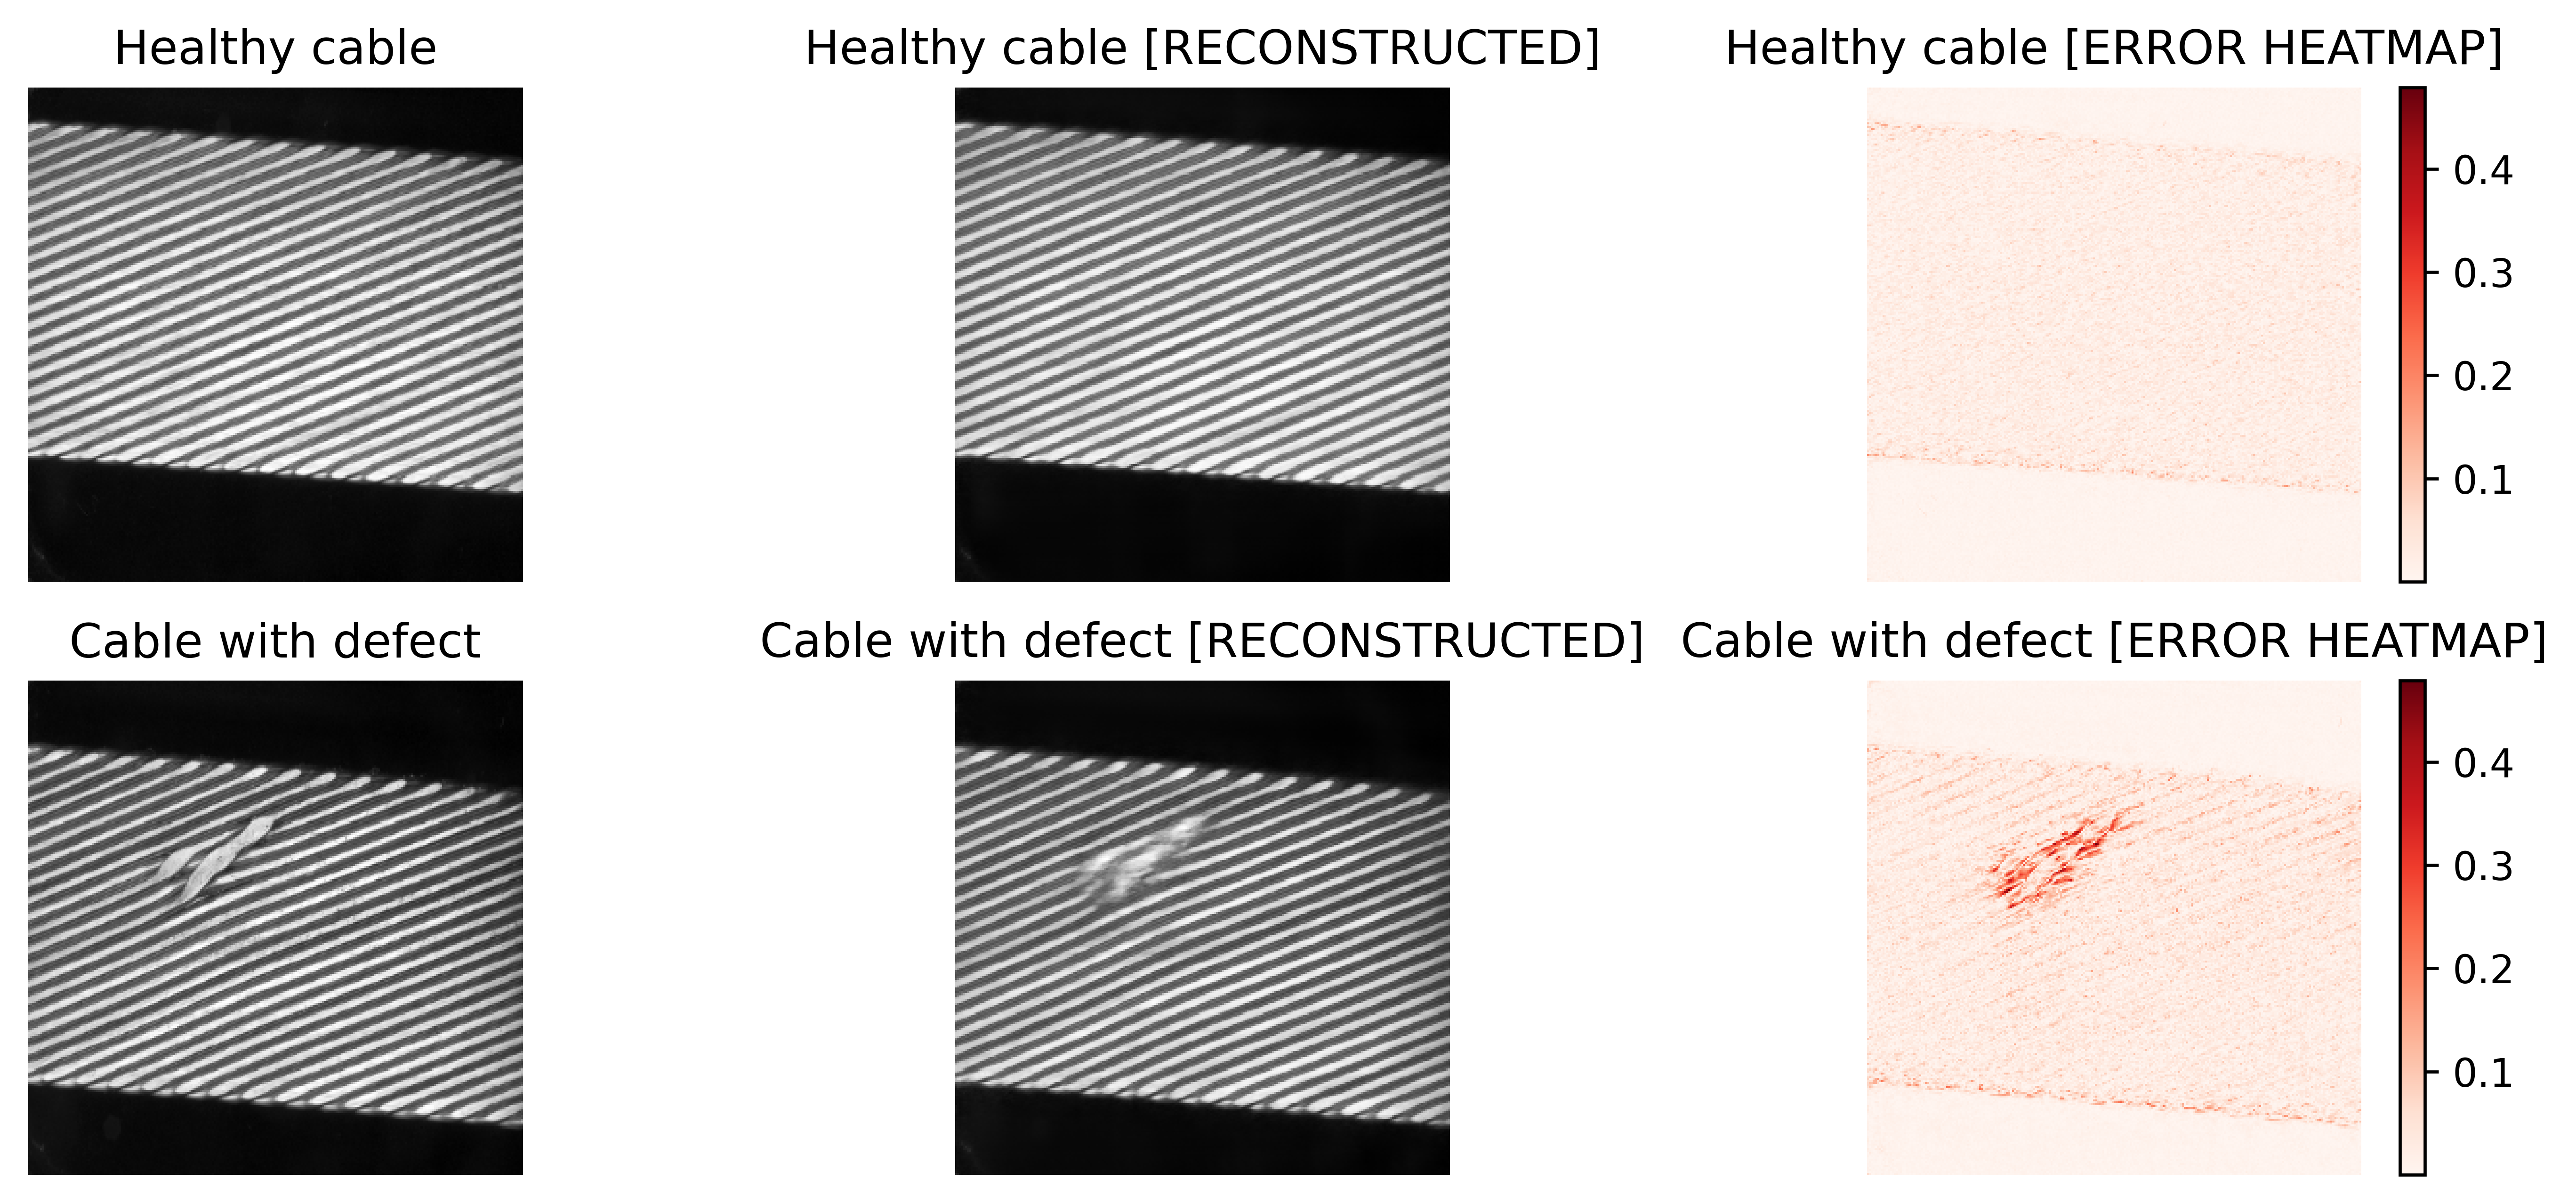 Healthy cable
Healthy cable [RECONSTRUCTED]
Healthy cable [ERROR HEATMAP]
0.4
0.3
0.2
0.1
Cable with defect
Cable with defect [RECONSTRUCTED]
Cable with defect [ERROR HEATMAP]
0.4
0.3
0.2
0.1